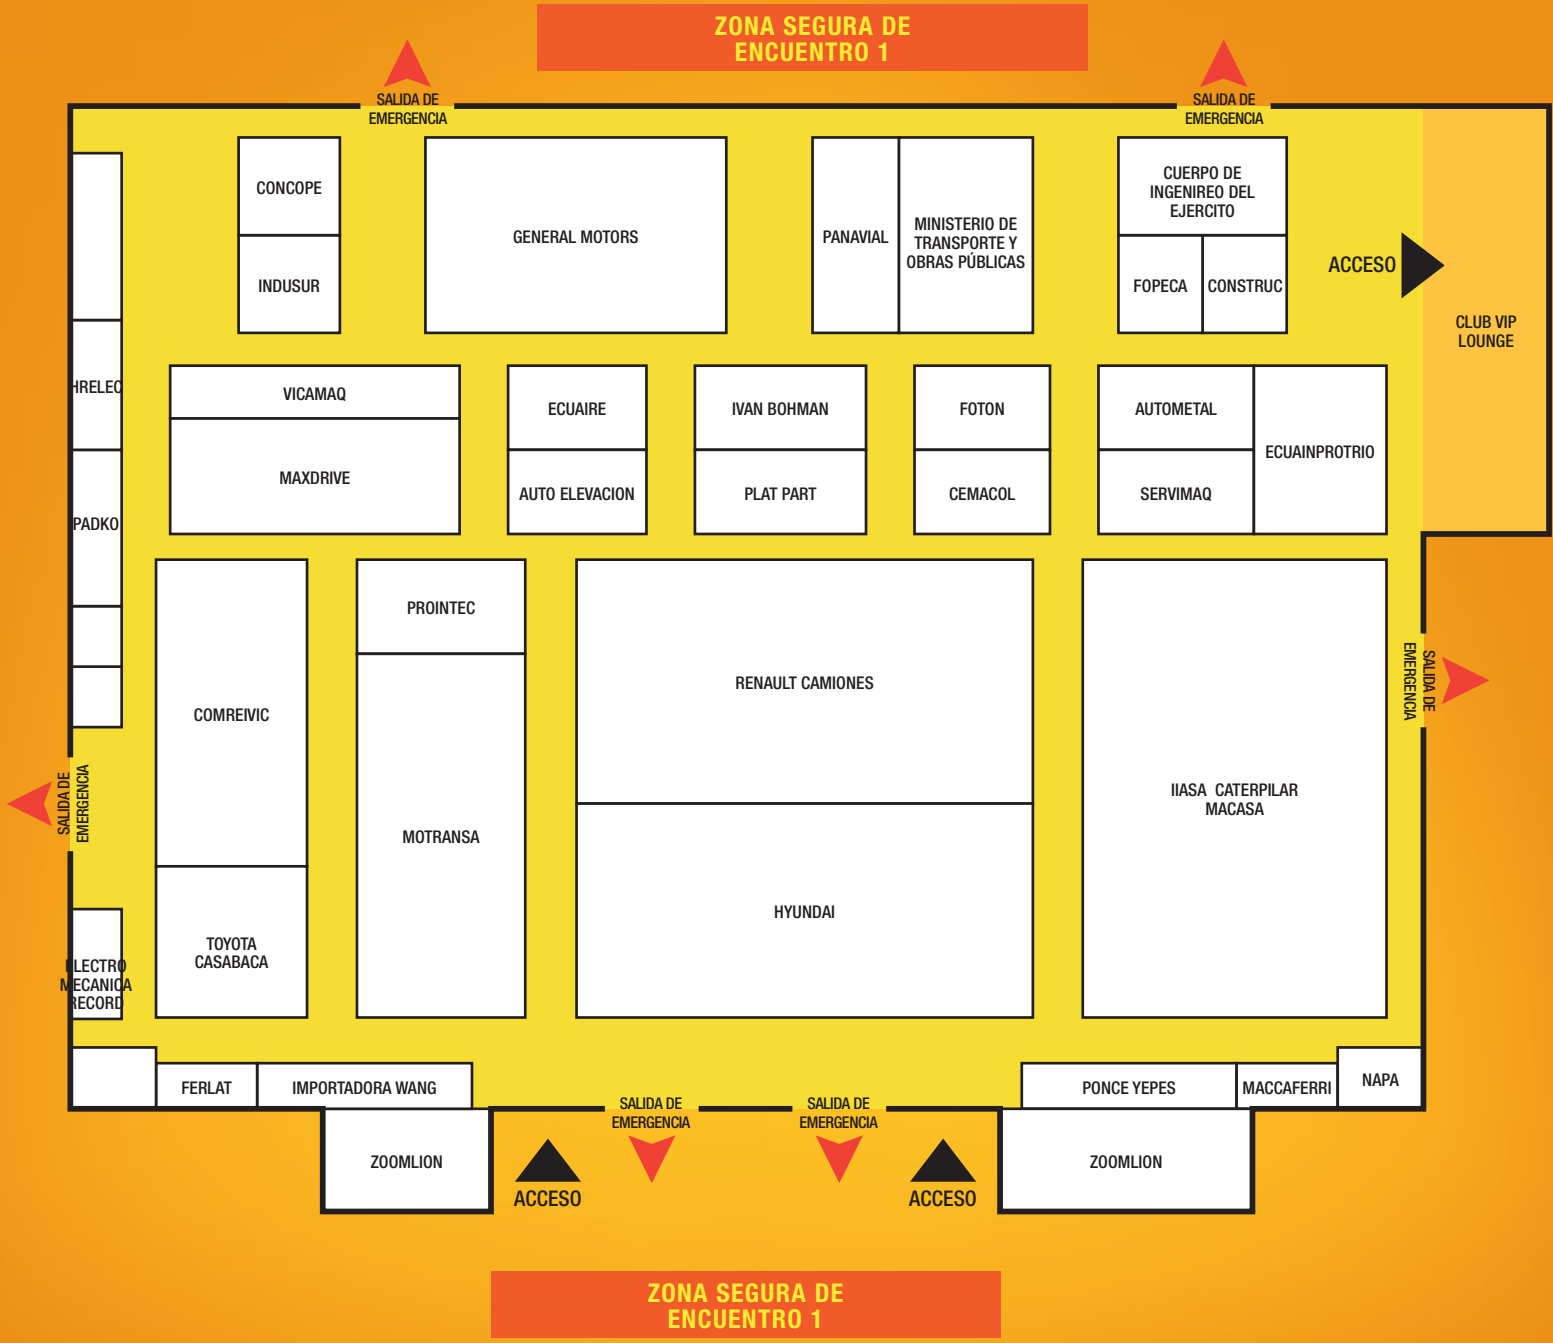 ZONA SEGURA DE
ENCUENTRO 1
SALIDA DE
EMERGENCIA
SALIDA DE
EMERGENCIA
CONCOPE
INDUSUR
GENERAL MOTORS
PANAVIAL
MINISTERIO DE
TRANSPORTE Y
OBRAS PÚBLICAS
CUERPO DE
INGENIREO DEL
EJERCITO
FOPECA
CONSTRUC
ACCESO
CLUB VIP
LOUNGE
HRELEC
PADKO
VICAMAQ
MAXDRIVE
ECUAIRE
AUTO ELEVACION
IVAN BOHMAN
PLAT PART
FOTON
CEMACOL
AUTOMETAL
SERVIMAQ
ECUAINPROTRIO
COMREIVIC
TOYOTA
CASABACA
PROINTEC
MOTRANSA
RENAULT CAMIONES
HYUNDAI
IIASA CATERPILAR
MACASA
SALIDA DE
EMERGENCIA
SALIDA DE
EMERGENCIA
ELECTRO
MECANICA
RECORD
FERLAT
IMPORTADORA WANG
PONCE YEPES
MACCAFERRI
NAPA
SALIDA DE
EMERGENCIA
SALIDA DE
EMERGENCIA
ZOOMLION
ACCESO
ACCESO
ZOOMLION
ZONA SEGURA DE
ENCUENTRO 1